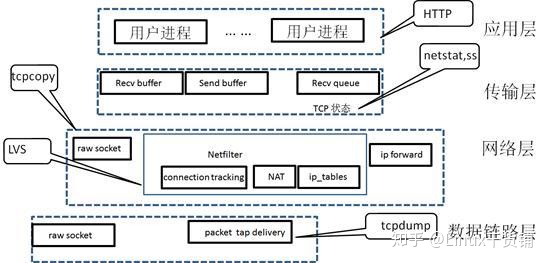 HTTP
用户进程 … … 用户进程 应用层
netstat,ss
Recv buffer Send buffer Recv queue 传输层
tcpcopy
TCP 状态
raw socket
LVS Netfilter ip forward 网络层
connection tracking NAT ip_tables
tcpdump
raw socket packet tap delivery 数据链路层
知乎 @Linux干货铺